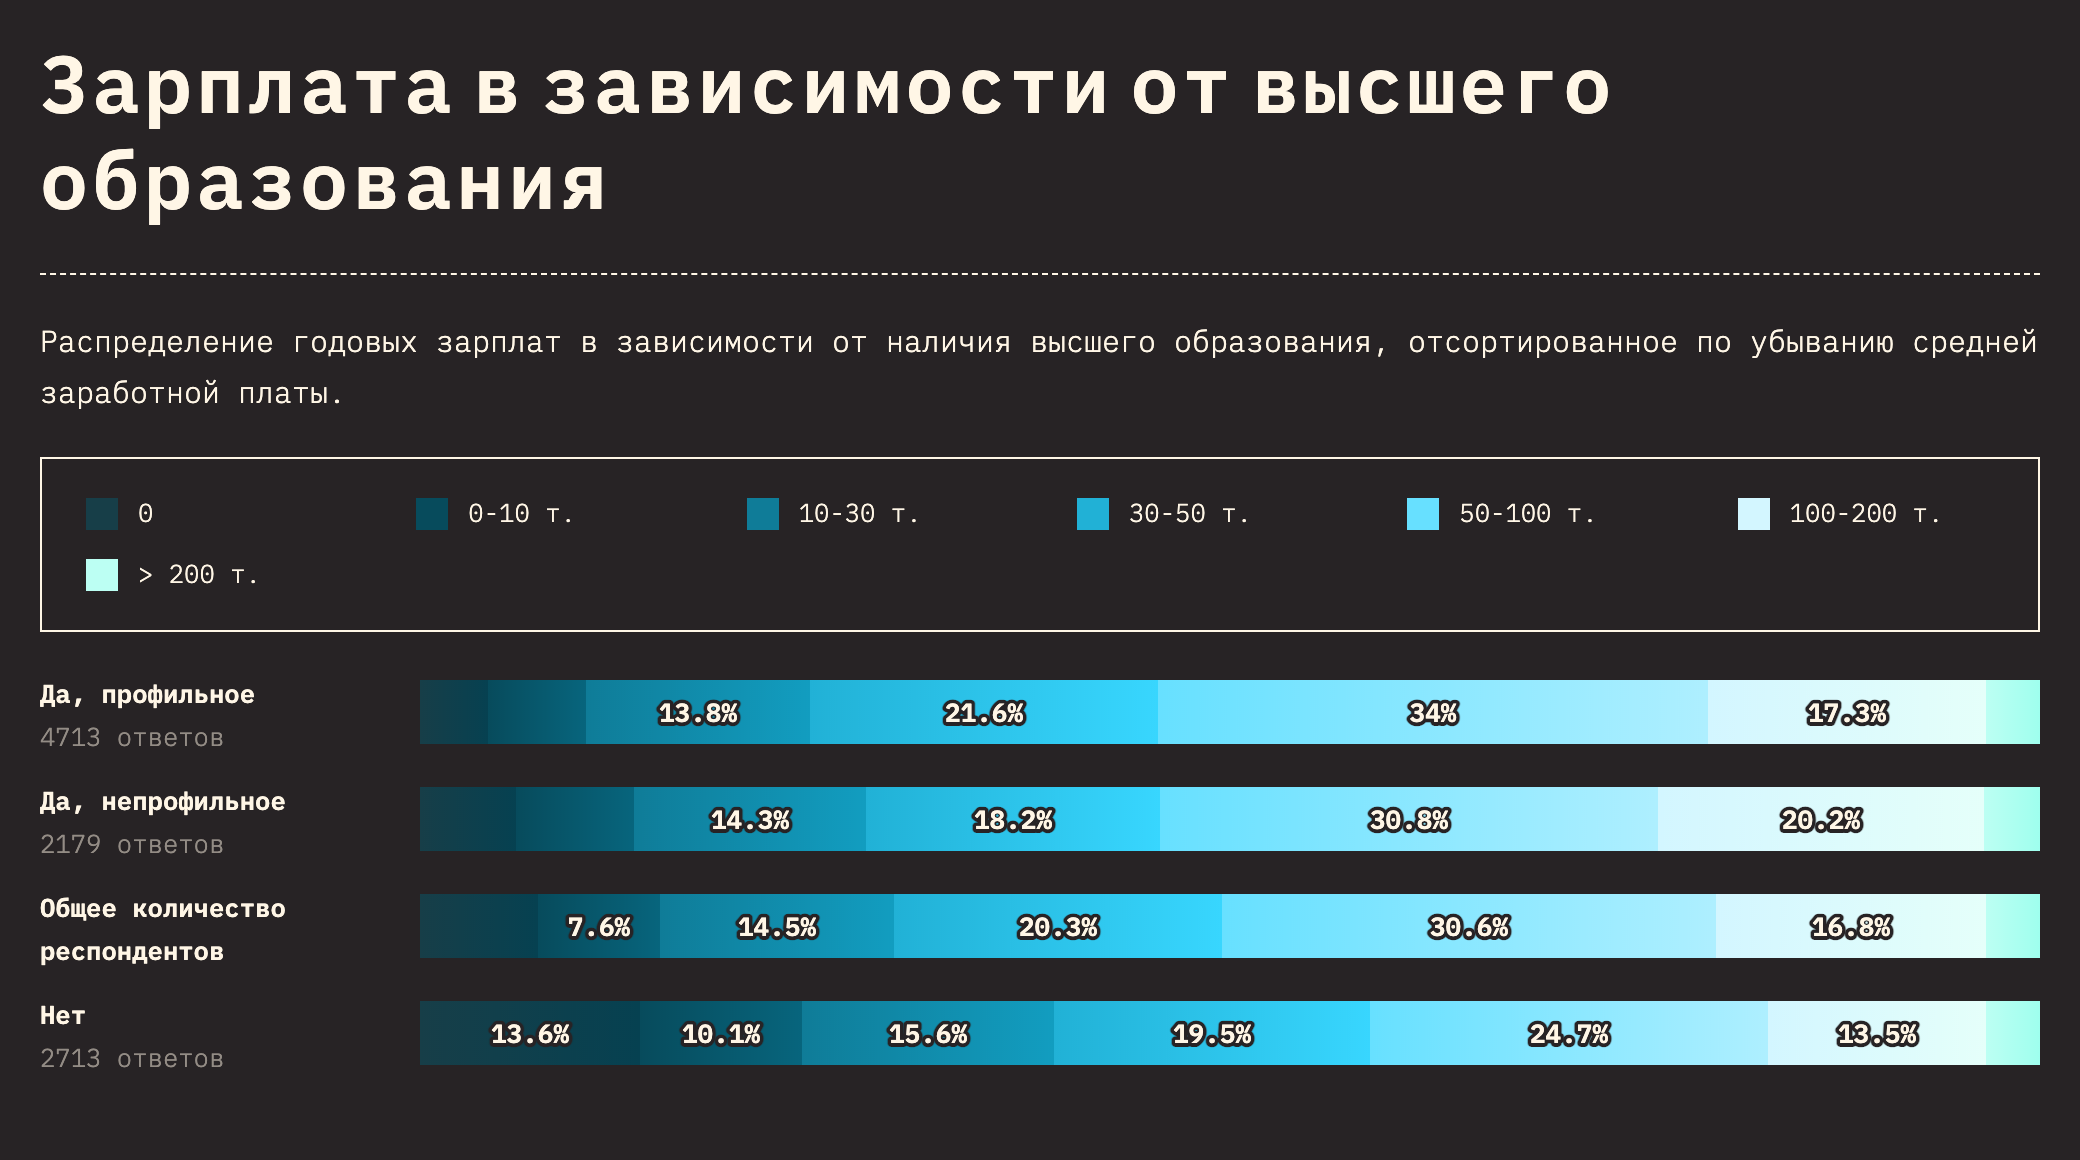 Зарплата в зависимости от высшего
образования
Распределение годовых зарплат в зависимости от наличия высшего образования, отсортированное по убыванию средней
заработной платы.
0
0-10 т.
10-30 т.
30-50 т.
50-100 т.
100-200 т.
> 200 т.
Да, профильное
4713 ответов
13.8%
21.6%
34%
17.3%
Да, непрофильное
2179 ответов
14.3%
18.2%
30.8%
20.2%
Общее количество
респондентов
7.6%
14.5%
20.3%
30.6%
16.8%
Нет
2713 ответов
13.6%
10.1%
15.6%
19.5%
24.7%
13.5%